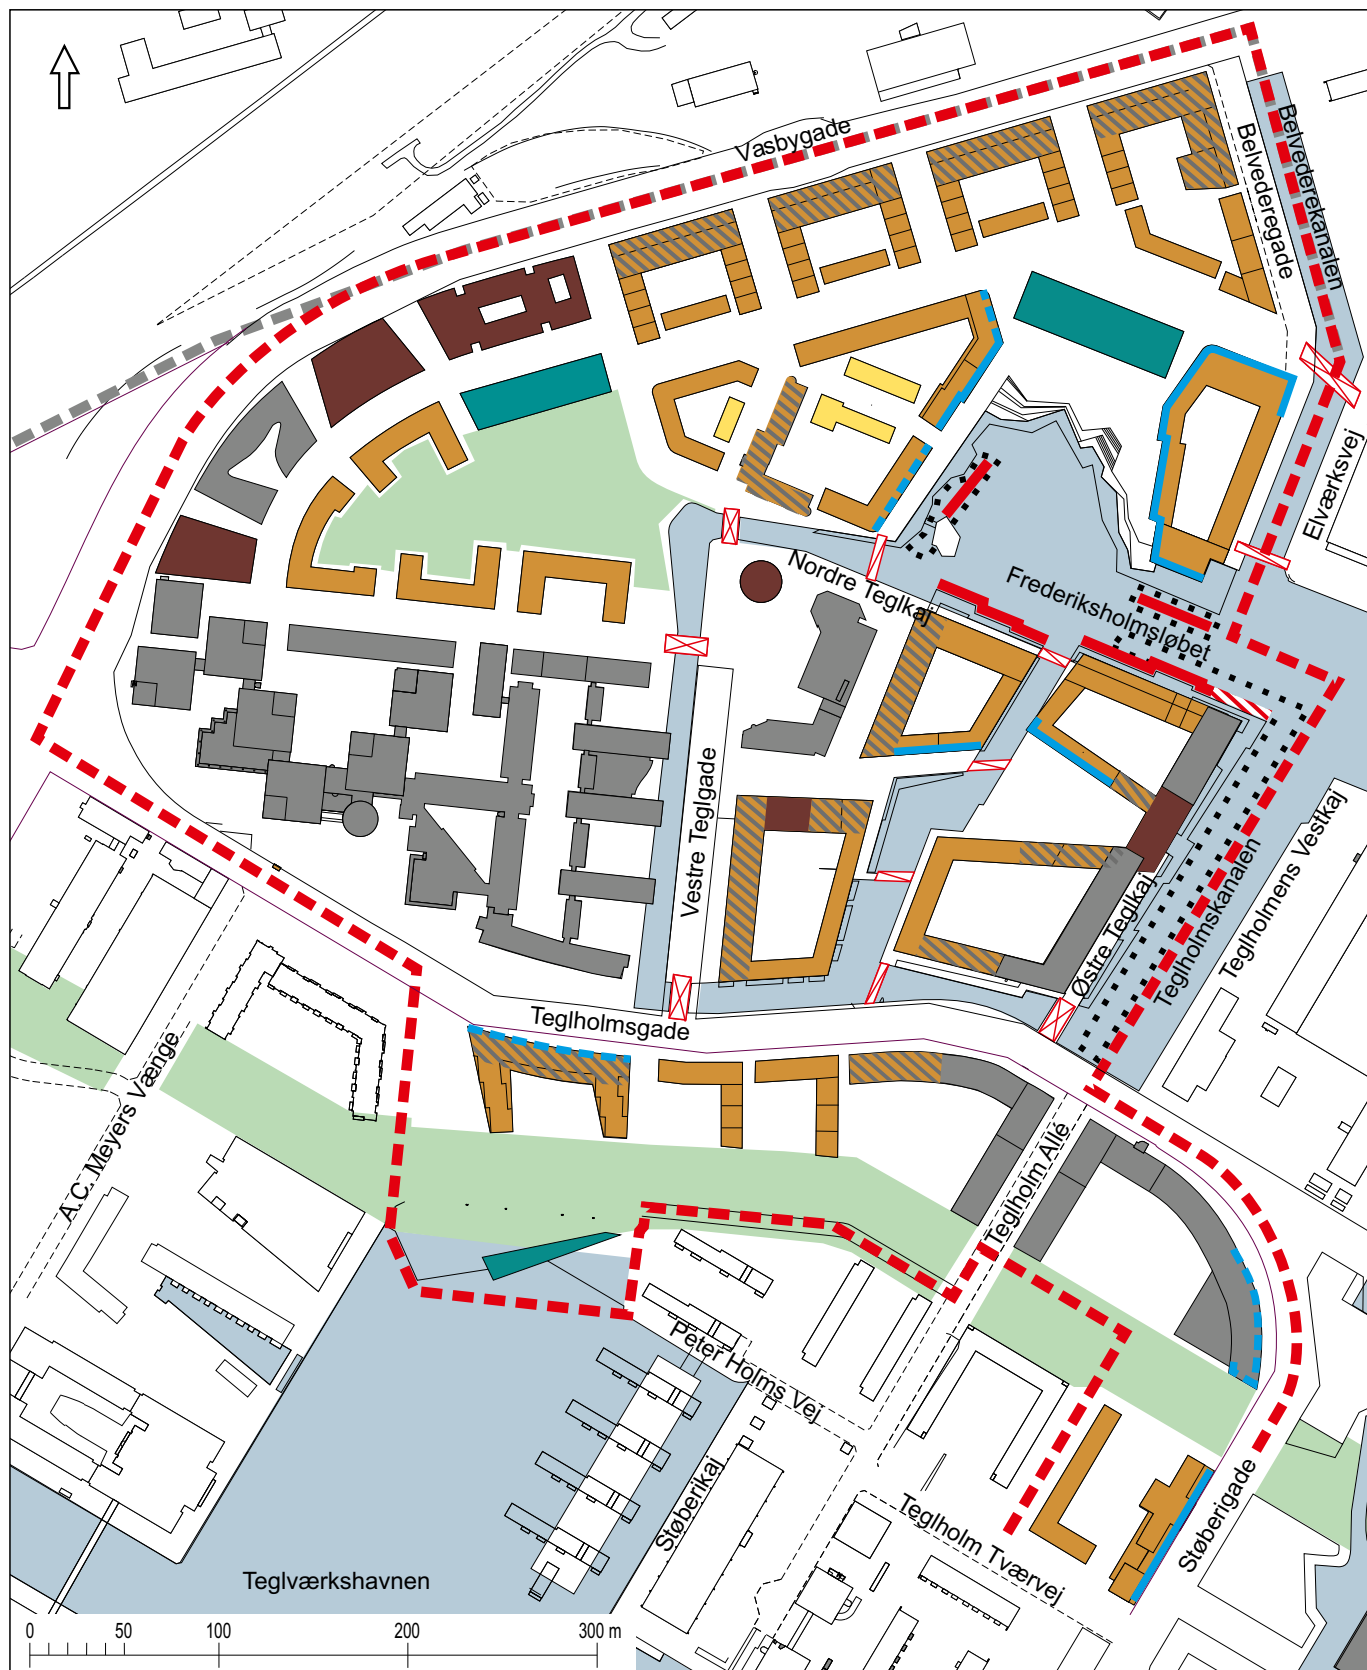 Vasbygade
Belvederekanalen
Belvederegade
Elværksvej
Nordre Teglkaj
Frederiksholmsløbet
Vestre Teglgade
Østre Teglkaj
Teglholmskanalen
Teglholmens Vestkaj
Teglholmsgade
A.C. Meyers Vænge
Teglholm Allé
Peter Holms Vej
Støberikaj
Teglholm Tværvej
Støberigade
Teglværkshavnen
0 50 100 200 300 m